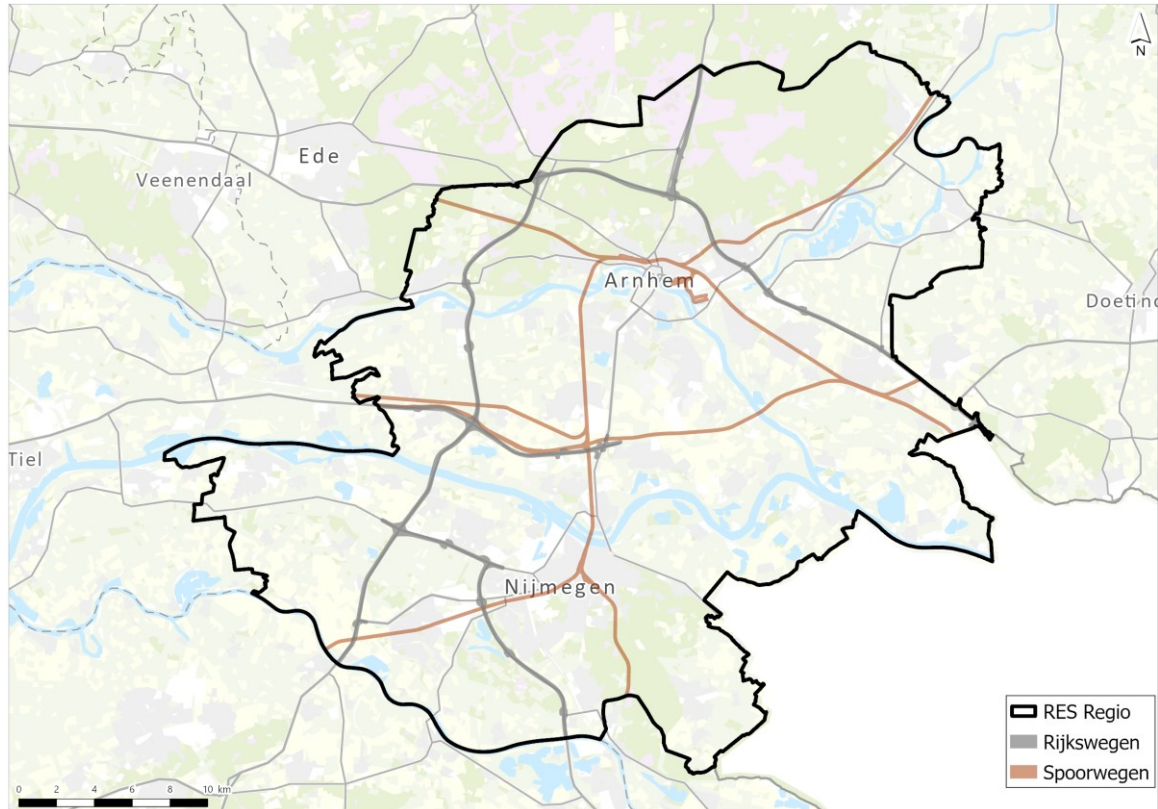 N
Ede
Veenendaal
Arnhem
Doetinc
Tiel
Nijmegen
RES Regio
Rijkswegen
Spoorwegen
0 2 4 6 8 10 km